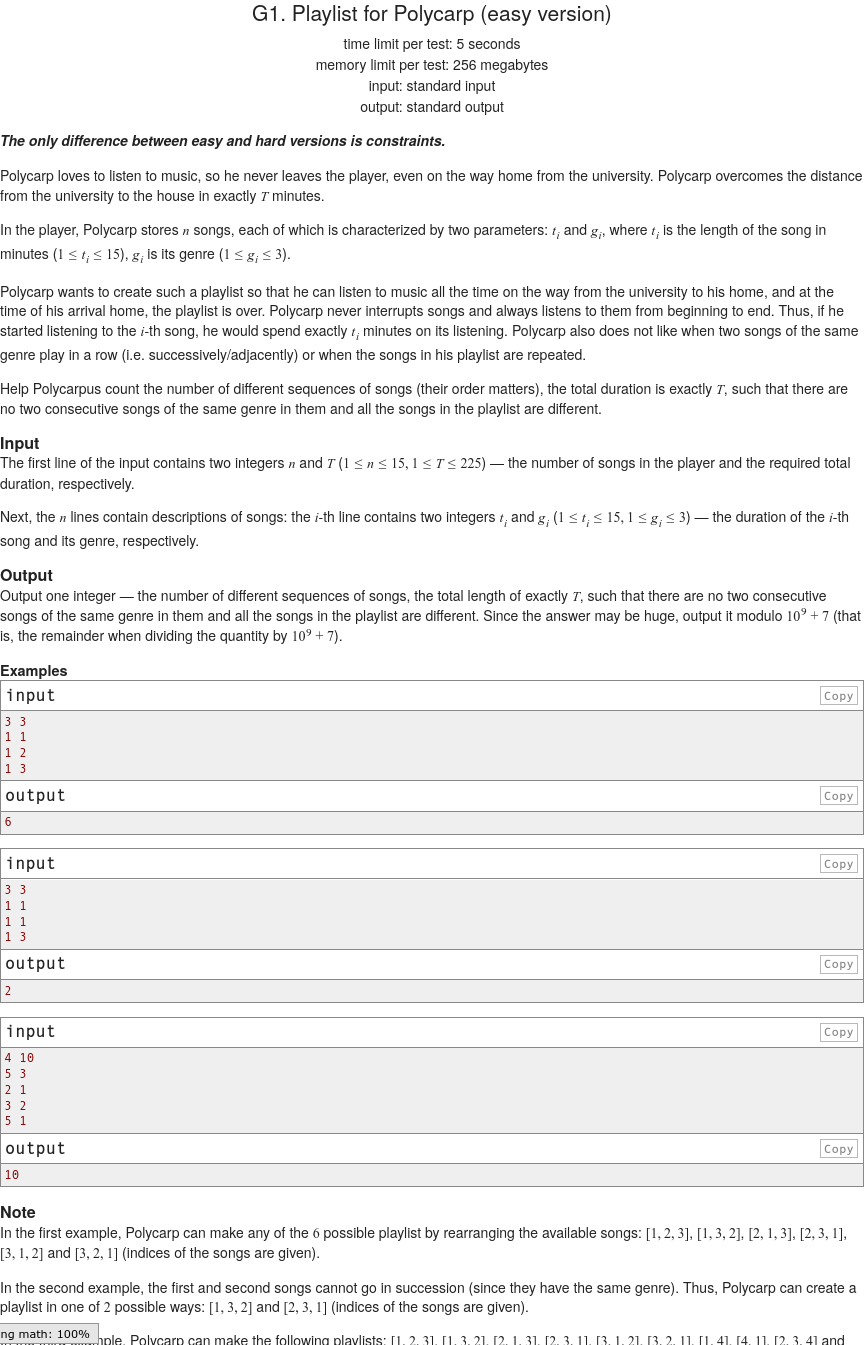 G1. Playlist for Polycarp (easy version)
time limit per test: 5 seconds
memory limit per test: 256 megabytes
input: standard input
output: standard output
The only difference between easy and hard versions is constraints.
Polycarp loves to listen to music, so he never leaves the player, even on the way home from the university. Polycarp overcomes the distance
from the university to the house in exactly T minutes.
In the player, Polycarp stores n songs, each of which is characterized by two parameters: t_i and g_i, where t_i is the length of the song in
minutes (1 ≤ t_i ≤ 15), g_i is its genre (1 ≤ g_i ≤ 3).
Polycarp wants to create such a playlist so that he can listen to music all the time on the way from the university to his home, and at the
time of his arrival home, the playlist is over. Polycarp never interrupts songs and always listens to them from beginning to end. Thus, if he
started listening to the i-th song, he would spend exactly t_i minutes on its listening. Polycarp also does not like when two songs of the same
genre play in a row (i.e. successively/adjacently) or when the songs in his playlist are repeated.
Help Polycarpus count the number of different sequences of songs (their order matters), the total duration is exactly T, such that there are
no two consecutive songs of the same genre in them and all the songs in the playlist are different.
Input
The first line of the input contains two integers n and T (1 ≤ n ≤ 15, 1 ≤ T ≤ 225) — the number of songs in the player and the required total
duration, respectively.
Next, the n lines contain descriptions of songs: the i-th line contains two integers t_i and g_i (1 ≤ t_i ≤ 15, 1 ≤ g_i ≤ 3) — the duration of the i-th
song and its genre, respectively.
Output
Output one integer — the number of different sequences of songs, the total length of exactly T, such that there are no two consecutive
songs of the same genre in them and all the songs in the playlist are different. Since the answer may be huge, output it modulo 10^9 + 7 (that
is, the remainder when dividing the quantity by 10^9 + 7).
Examples
input Copy
3 3
1 1
1 2
1 3
output Copy
6
input Copy
3 3
1 1
1 1
1 3
output Copy
2
input Copy
4 10
5 3
2 1
3 2
5 1
output Copy
10
Note
In the first example, Polycarp can make any of the 6 possible playlist by rearranging the available songs: [1, 2, 3], [1, 3, 2], [2, 1, 3], [2, 3, 1],
[3, 1, 2] and [3, 2, 1] (indices of the songs are given).
In the second example, the first and second songs cannot go in succession (since they have the same genre). Thus, Polycarp can create a
playlist in one of 2 possible ways: [1, 3, 2] and [2, 3, 1] (indices of the songs are given).
ng math: 100%
Polycarp can make the following playlists: [1, 2, 3], [1, 3, 2], [2, 1, 3], [2, 3, 1], [3, 1, 2], [3, 2, 1], [1, 4], [4, 1], [2, 3, 4] and